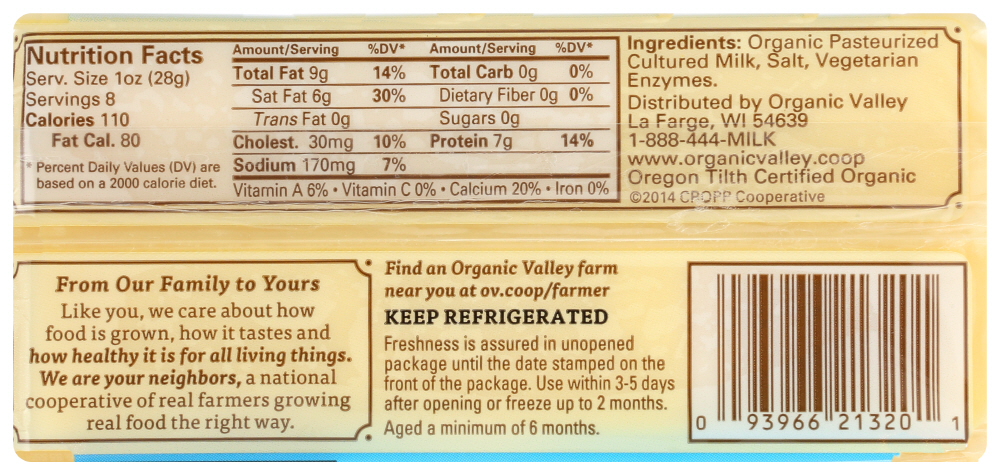 Nutrition Facts
Serv. Size 1oz (28g)
Servings 8
Calories 110
Fat Cal. 80
* Percent Daily Values (DV) are
based on a 2000 calorie diet.
Amount/Serving %DV* Amount/Serving %DV*
Total Fat 9g 14% Total Carb 0g 0%
Sat Fat 6g 30% Dietary Fiber 0g 0%
Trans Fat 0g Sugars 0g
Cholest. 30mg 10% Protein 7g 14%
Sodium 170mg 7%
Vitamin A 6% • Vitamin C 0% • Calcium 20% • Iron 0%
Ingredients: Organic Pasteurized
Cultured Milk, Salt, Vegetarian
Enzymes.
Distributed by Organic Valley
La Farge, WI 54639
1-888-444-MILK
www.organicvalley.coop
Oregon Tilth Certified Organic
©2014 CROPP Cooperative
From Our Family to Yours
Like you, we care about how
food is grown, how it tastes and
how healthy it is for all living things.
We are your neighbors, a national
cooperative of real farmers growing
real food the right way.
Find an Organic Valley farm
near you at ov.coop/farmer
KEEP REFRIGERATED
Freshness is assured in unopened
package until the date stamped on the
front of the package. Use within 3-5 days
after opening or freeze up to 2 months.
Aged a minimum of 6 months.
0 93966 21320 1